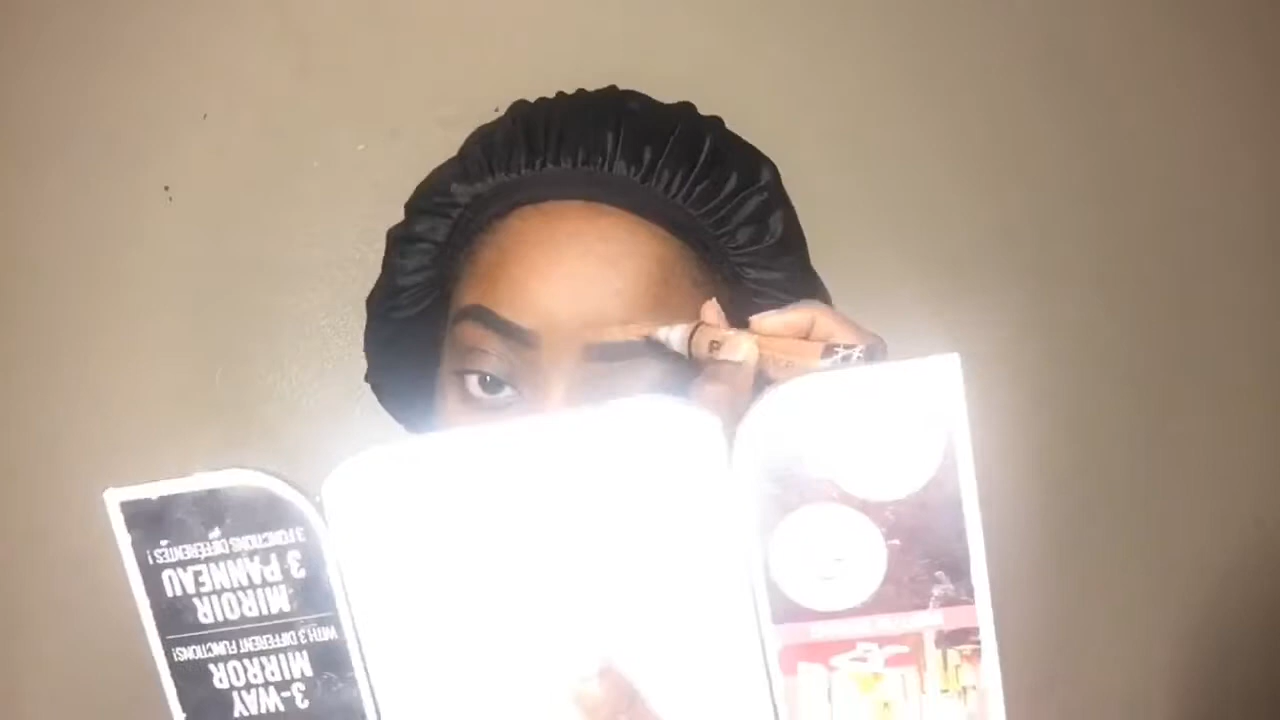 3-WAY
MIRROR
WITH 3 DIFFERENT FUNCTIONS!
MIROIR
3 PANNEAU
3 FONCTIONS DIFFÉRENTES !